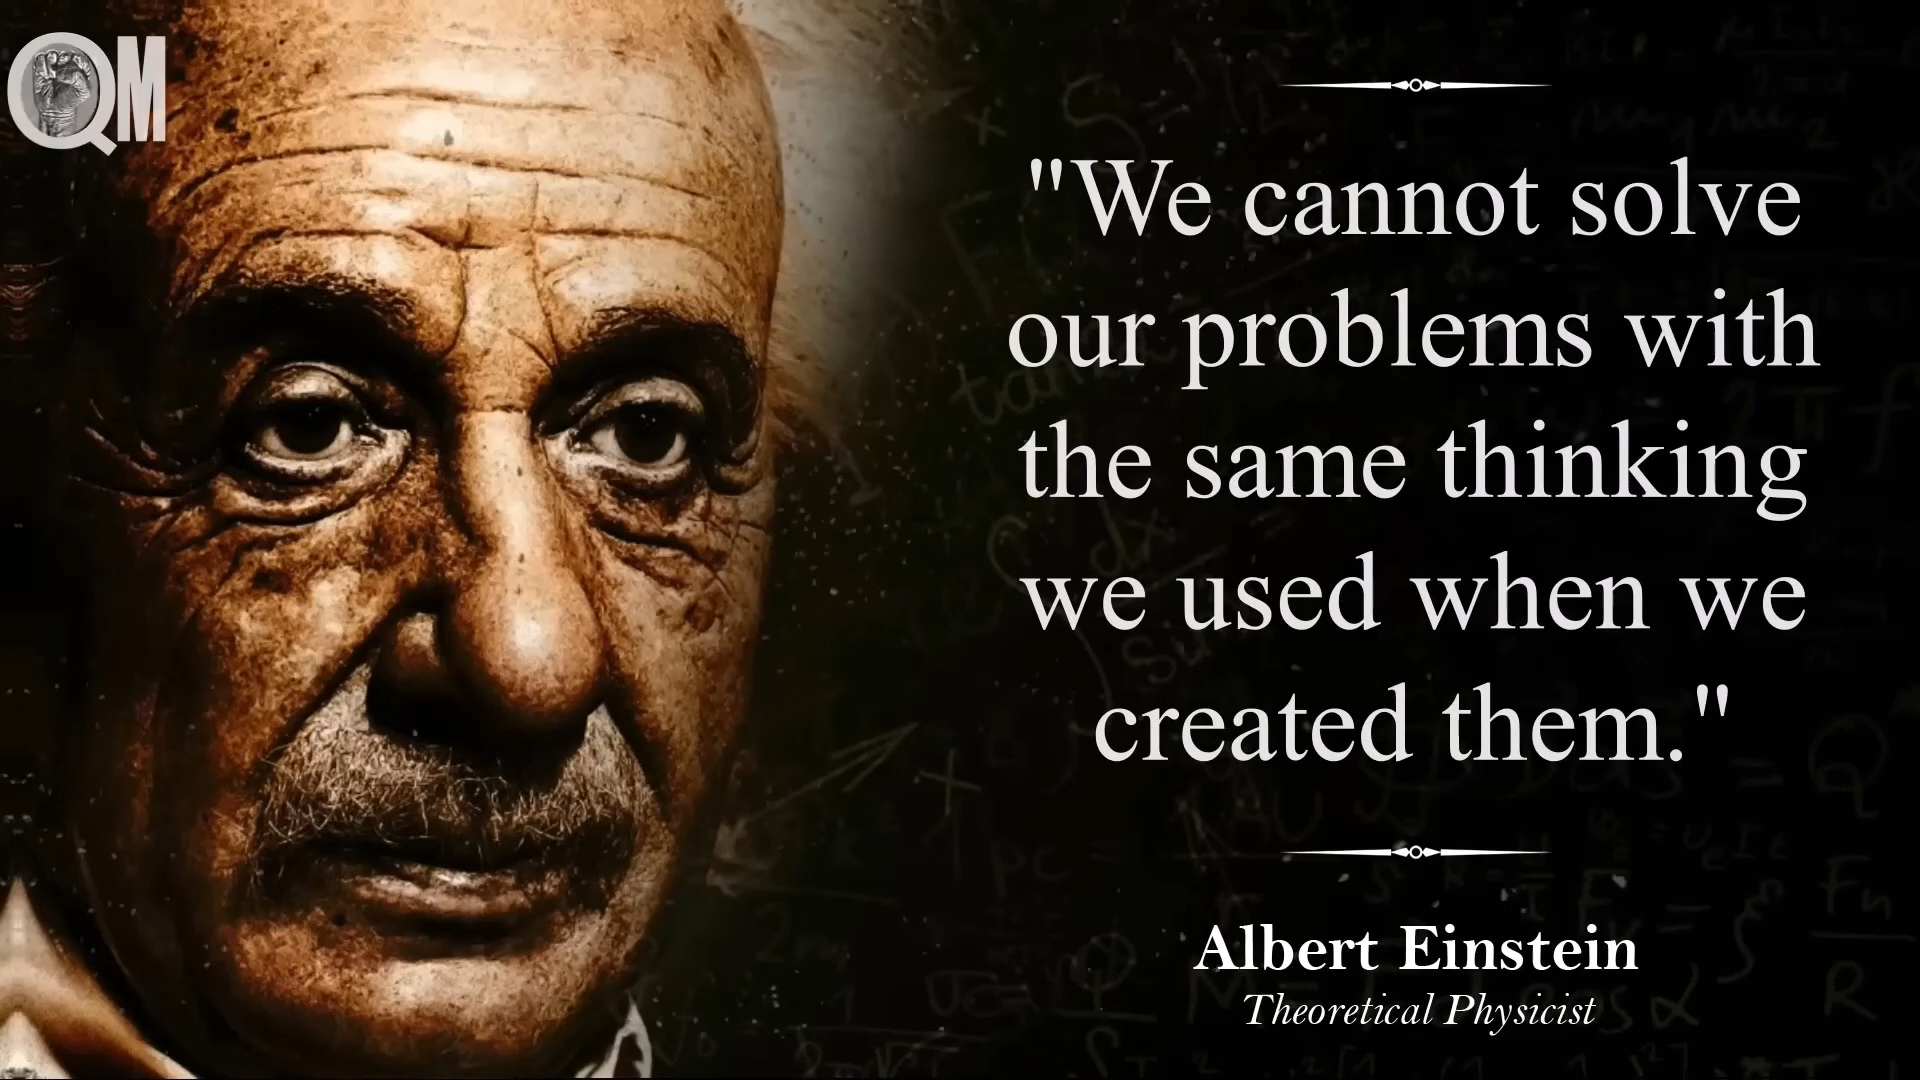 QM
"We cannot solve
our problems with
the same thinking
we used when we
created them."
Albert Einstein
Theoretical Physicist